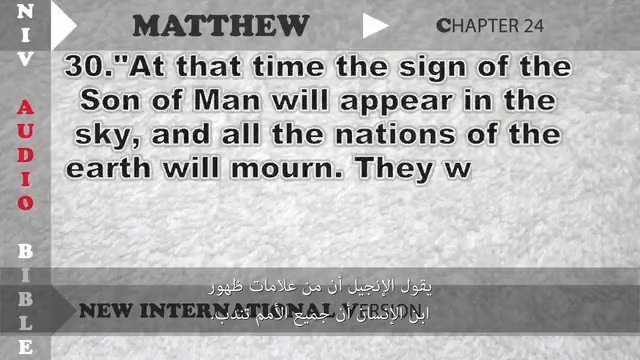 NIV AUDIO BIBLE
MATTHEW
CHAPTER 24
30."At that time the sign of the
Son of Man will appear in the
sky, and all the nations of the
earth will mourn. They w
يقول الإنجيل أن من علامات ظهور
ابن الإنسان أن جميع الأمم تندب.
NEW INTERNATIONAL VERSION